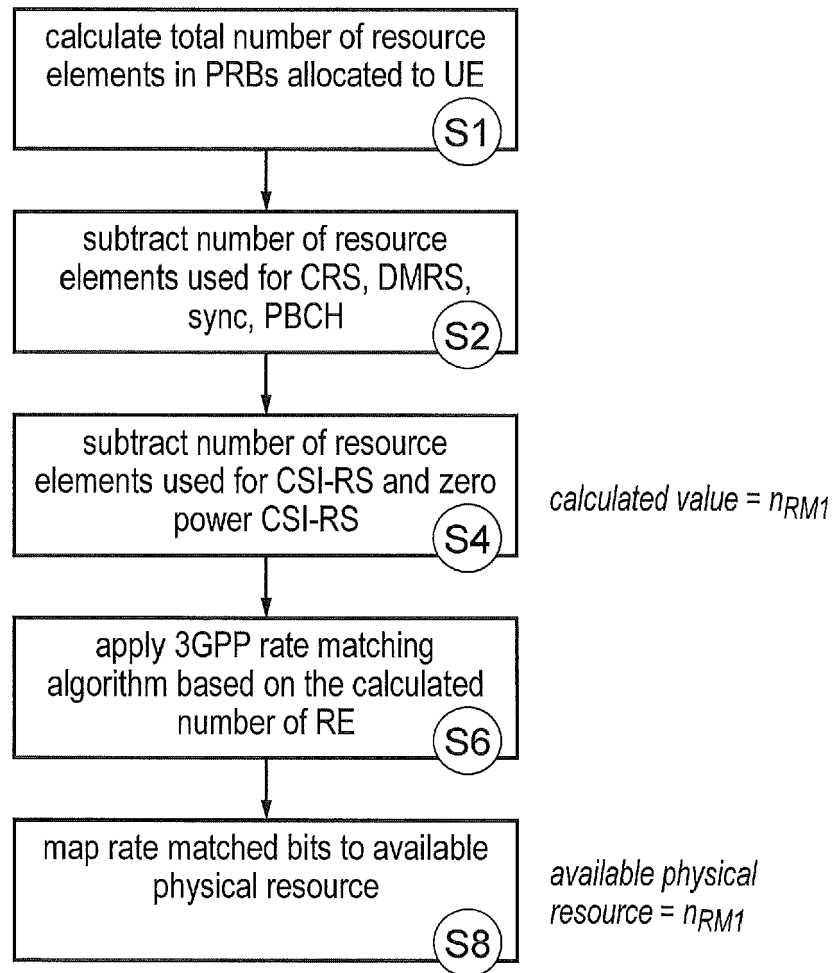 calculate total number of resource
elements in PRBs allocated to UE
S1
subtract number of resource
elements used for CRS, DMRS,
sync, PBCH
S2
subtract number of resource
elements used for CSI-RS and zero
power CSI-RS
S4
calculated value = nRM1
apply 3GPP rate matching
algorithm based on the calculated
number of RE
S6
map rate matched bits to available
physical resource
S8
available physical
resource = nRM1